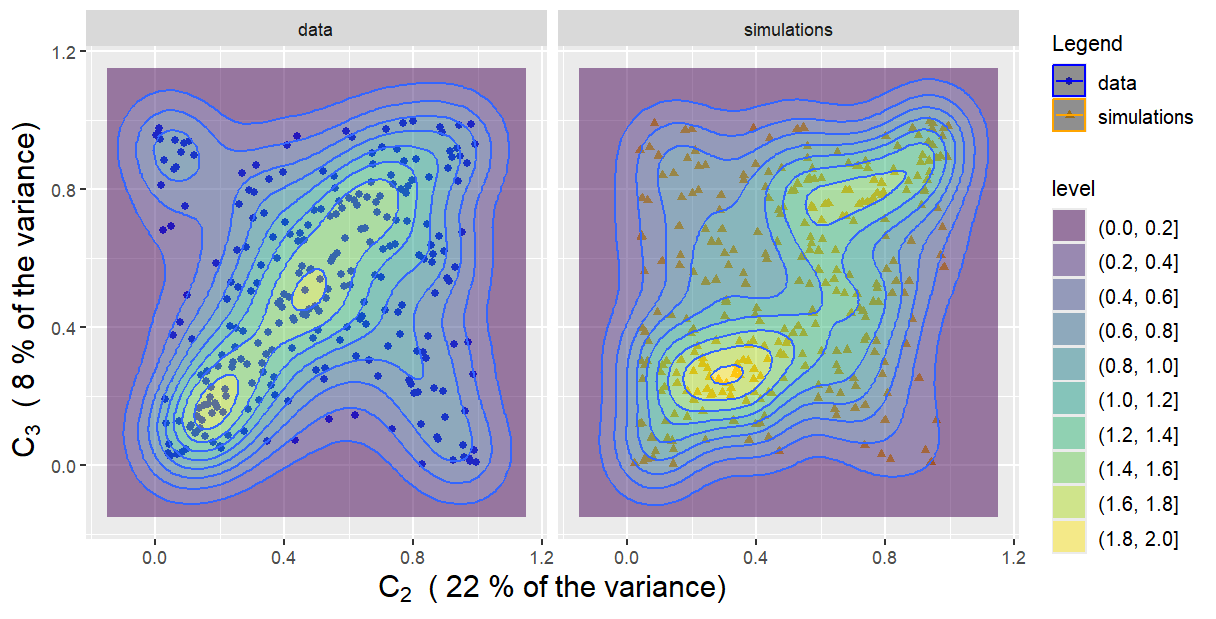 data
simulations
1.2
0.8
0.4
0.0
C3 ( 8 % of the variance)
0.0 0.4 0.8 1.2
0.0 0.4 0.8 1.2
C2 ( 22 % of the variance)
Legend
data
simulations
level
(0.0, 0.2]
(0.2, 0.4]
(0.4, 0.6]
(0.6, 0.8]
(0.8, 1.0]
(1.0, 1.2]
(1.2, 1.4]
(1.4, 1.6]
(1.6, 1.8]
(1.8, 2.0]